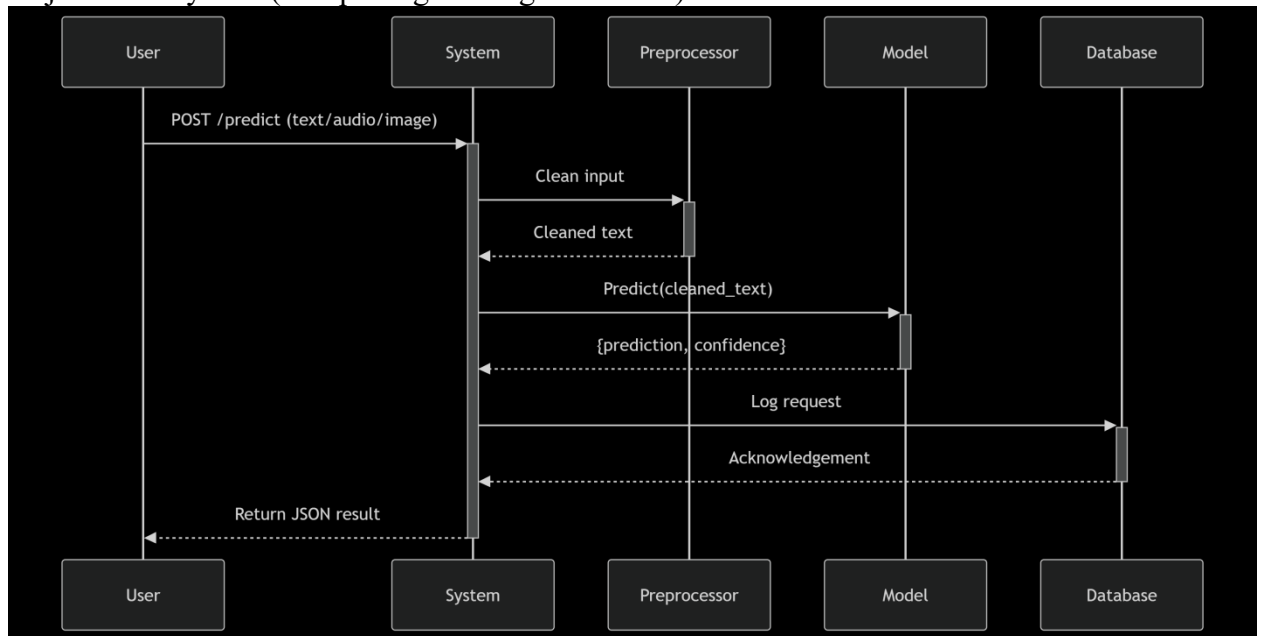 User System Preprocessor Model Database
POST /predict (text/audio/image)
Clean input
Cleaned text
Predict(cleaned_text)
{prediction, confidence}
Log request
Acknowledgement
Return JSON result
User System Preprocessor Model Database